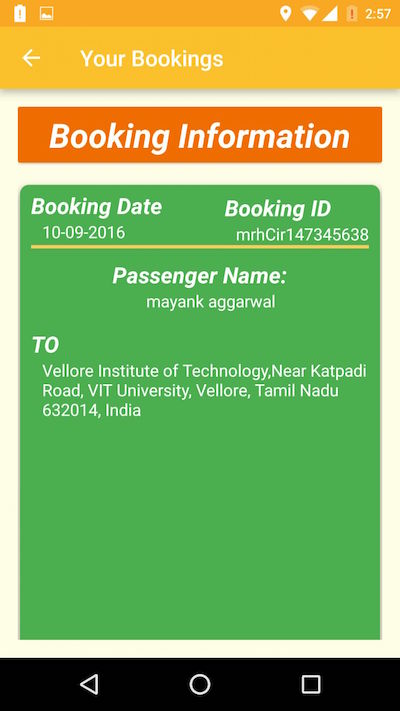 2:57
Your Bookings
Booking Information
Booking Date
Booking ID
10-09-2016
mrhCir147345638
Passenger Name:
mayank aggarwal
TO
Vellore Institute of Technology,Near Katpadi
Road, VIT University, Vellore, Tamil Nadu
632014, India